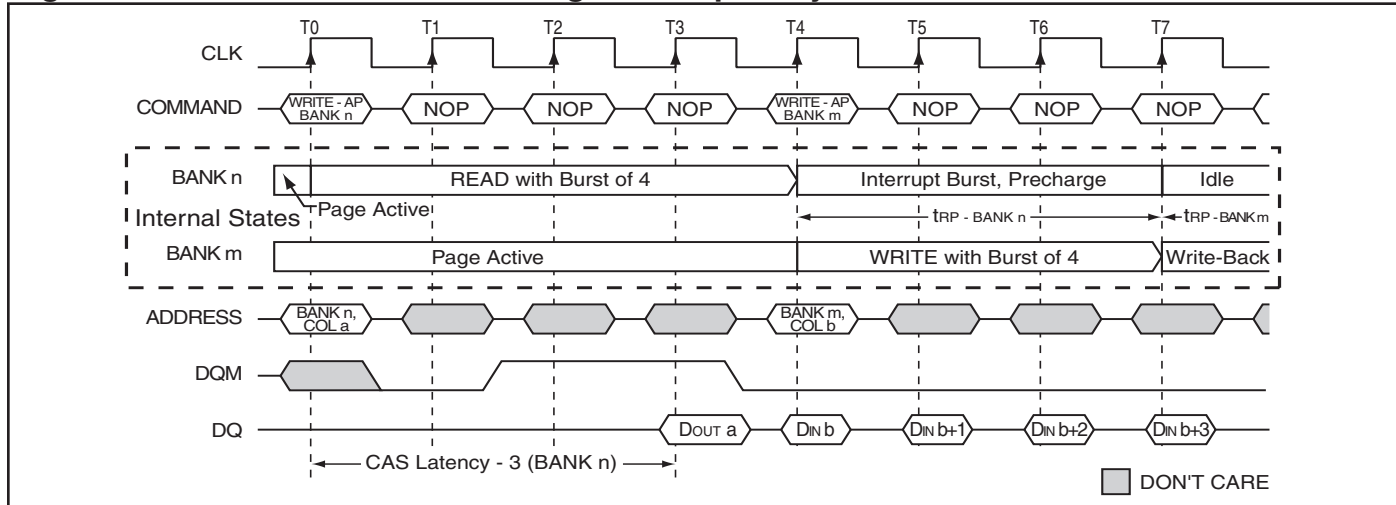 T0 T1 T2 T3 T4 T5 T6 T7
CLK
COMMAND WRITE - AP BANK n NOP NOP NOP WRITE - AP BANK m NOP NOP NOP
BANK n READ with Burst of 4 Interrupt Burst, Precharge Idle
Internal States Page Active tRP - BANK n tRP - BANK m
BANK m Page Active WRITE with Burst of 4 Write-Back
ADDRESS BANK n, COL a BANK m, COL b
DQM
DQ DOUT a DIN b DIN b+1 DIN b+2 DIN b+3
CAS Latency - 3 (BANK n)
DON'T CARE